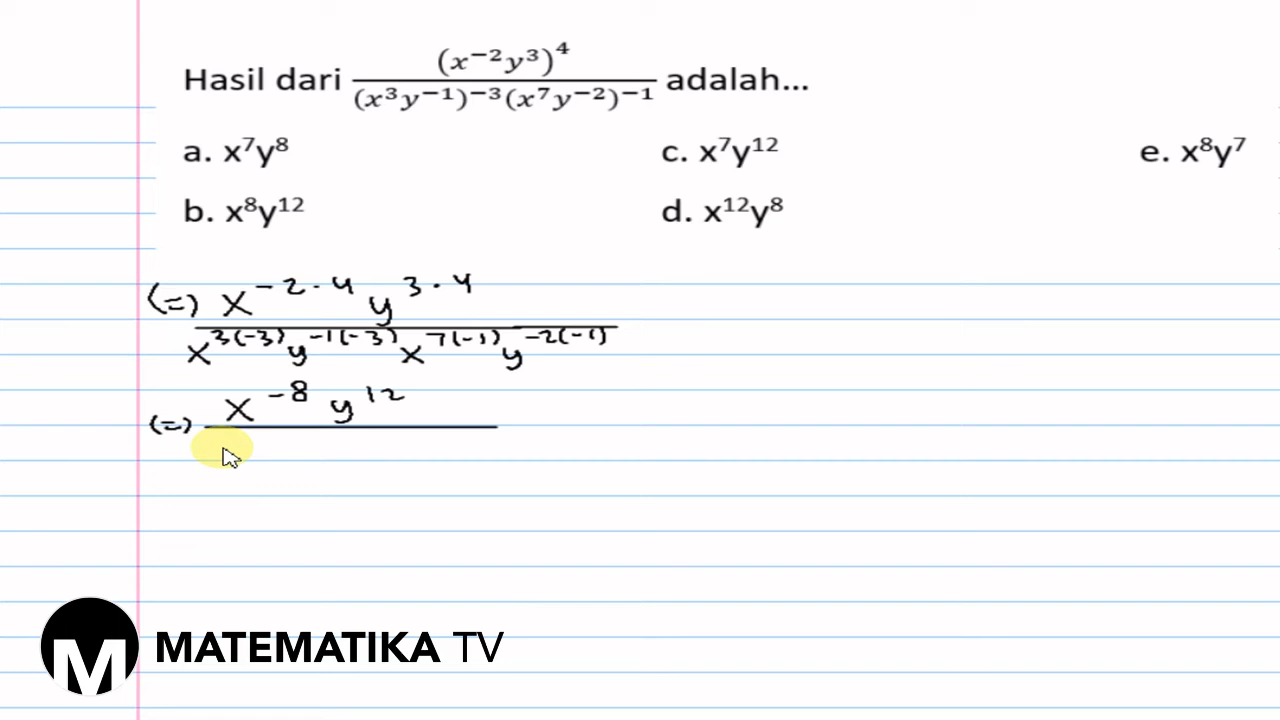 Hasil dari (x⁻²y³)⁴ / (x³y⁻¹)⁻³(x⁷y⁻²)⁻¹ adalah...
a. x⁷y⁸ c. x⁷y¹² e. x⁸y⁷
b. x⁸y¹² d. x¹²y⁸
(=) x^(-2·4) y^(3·4)
x^(3(-3)) y^(-1(-3)) x^(7(-1)) y^(-2(-1))
(=) x⁻⁸ y¹²
M MATEMATIKA TV